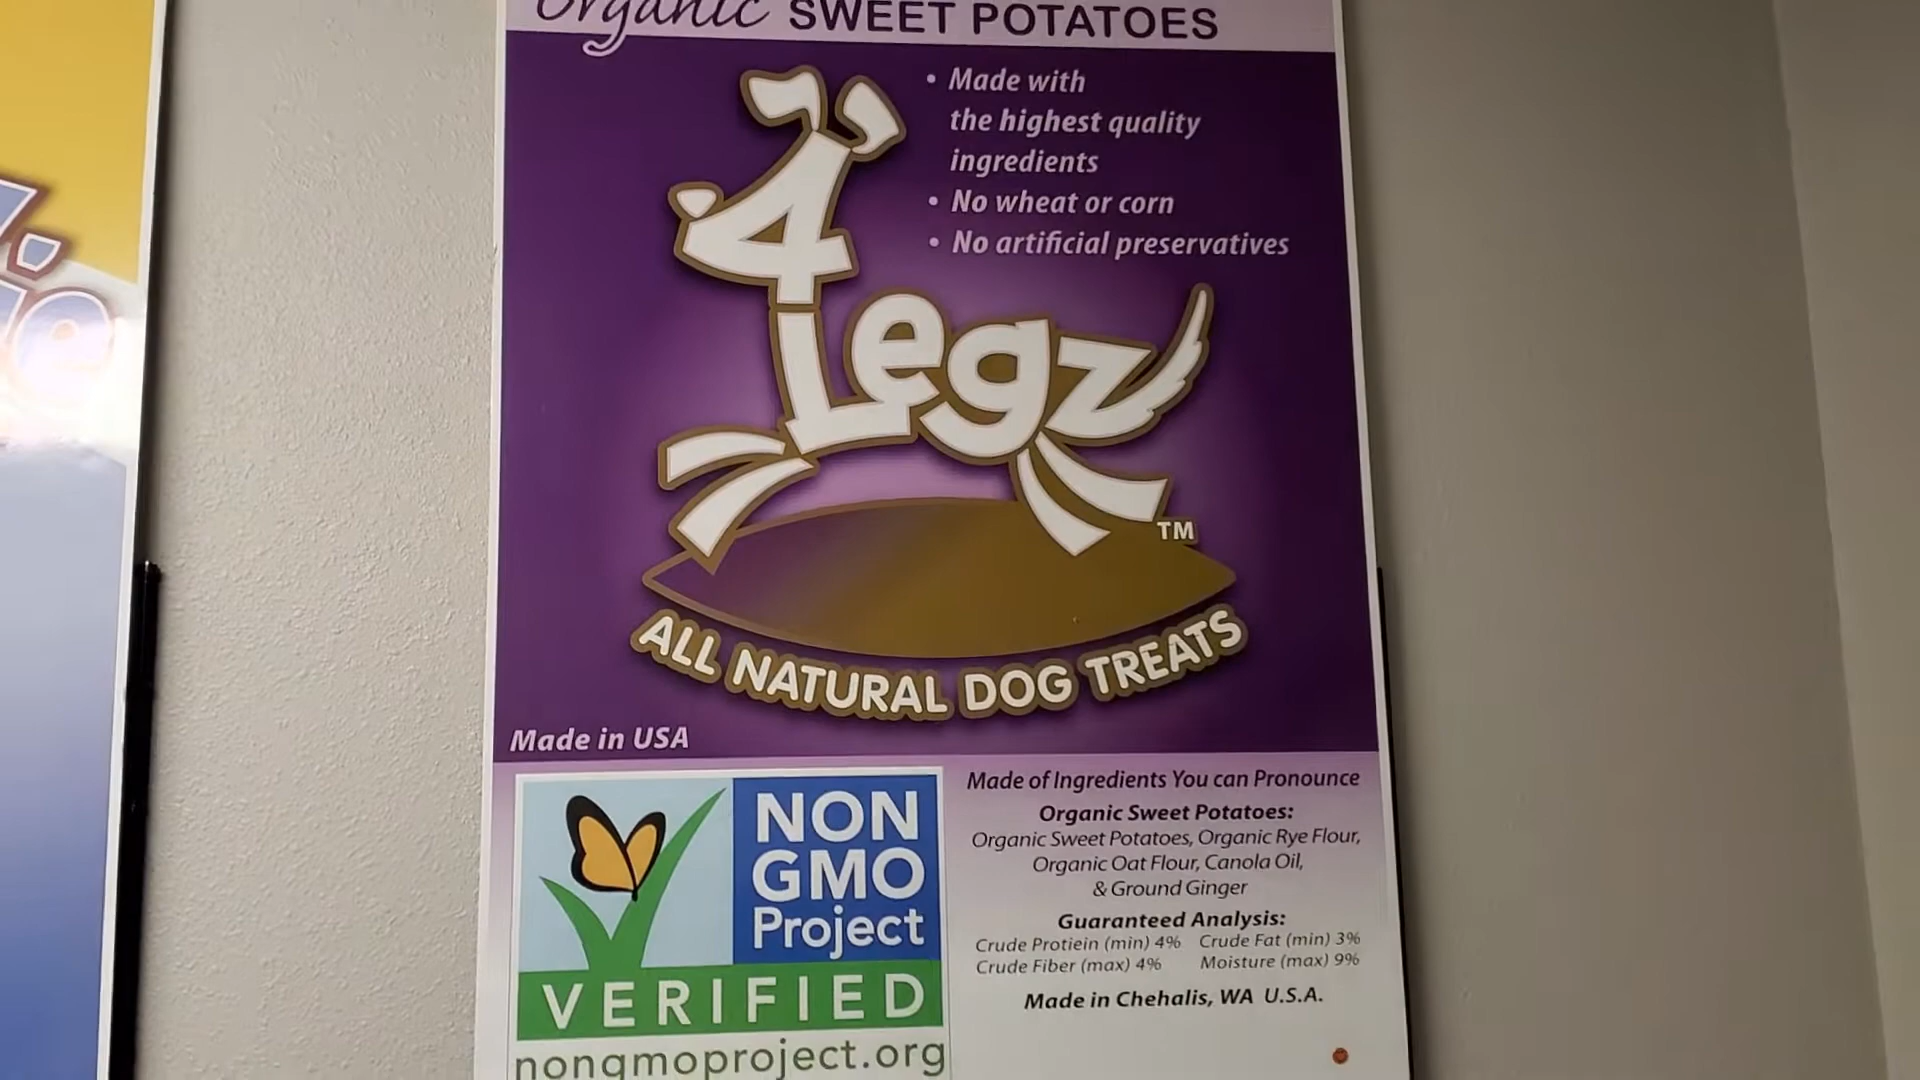 Organic SWEET POTATOES
• Made with
the highest quality
ingredients
• No wheat or corn
• No artificial preservatives
4
Legz
TM
ALL NATURAL DOG TREATS
Made in USA
NON
GMO
Project
VERIFIED
nongmoproject.org
Made of Ingredients You can Pronounce
Organic Sweet Potatoes:
Organic Sweet Potatoes, Organic Rye Flour,
Organic Oat Flour, Canola Oil,
& Ground Ginger
Guaranteed Analysis:
Crude Protiein (min) 4% Crude Fat (min) 3%
Crude Fiber (max) 4% Moisture (max) 9%
Made in Chehalis, WA U.S.A.